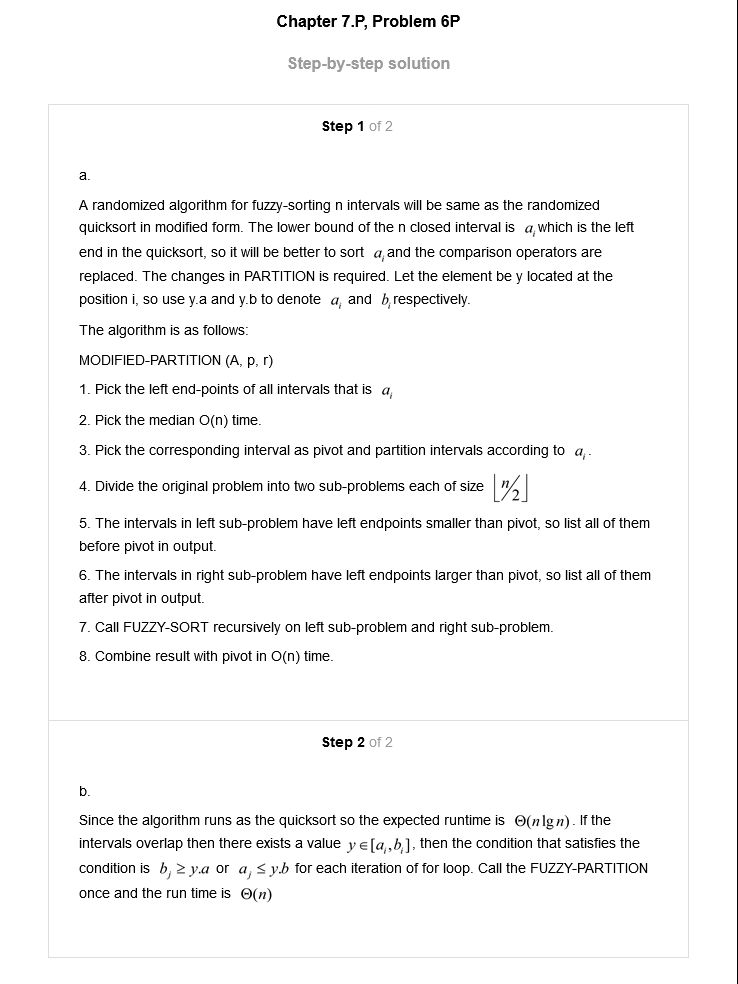 Chapter 7.P, Problem 6P
Step-by-step solution
Step 1 of 2
a.
A randomized algorithm for fuzzy-sorting n intervals will be same as the randomized
quicksort in modified form. The lower bound of the n closed interval is a_i which is the left
end in the quicksort, so it will be better to sort a_i and the comparison operators are
replaced. The changes in PARTITION is required. Let the element be y located at the
position i, so use y.a and y.b to denote a_i and b_i respectively.
The algorithm is as follows:
MODIFIED-PARTITION (A, p, r)
1. Pick the left end-points of all intervals that is a_i
2. Pick the median O(n) time.
3. Pick the corresponding interval as pivot and partition intervals according to a_i.
4. Divide the original problem into two sub-problems each of size ⌊n/2⌋
5. The intervals in left sub-problem have left endpoints smaller than pivot, so list all of them
before pivot in output.
6. The intervals in right sub-problem have left endpoints larger than pivot, so list all of them
after pivot in output.
7. Call FUZZY-SORT recursively on left sub-problem and right sub-problem.
8. Combine result with pivot in O(n) time.
Step 2 of 2
b.
Since the algorithm runs as the quicksort so the expected runtime is Θ(n lg n). If the
intervals overlap then there exists a value y ∈ [a_i, b_i], then the condition that satisfies the
condition is b_j ≥ y.a or a_j ≤ y.b for each iteration of for loop. Call the FUZZY-PARTITION
once and the run time is Θ(n)